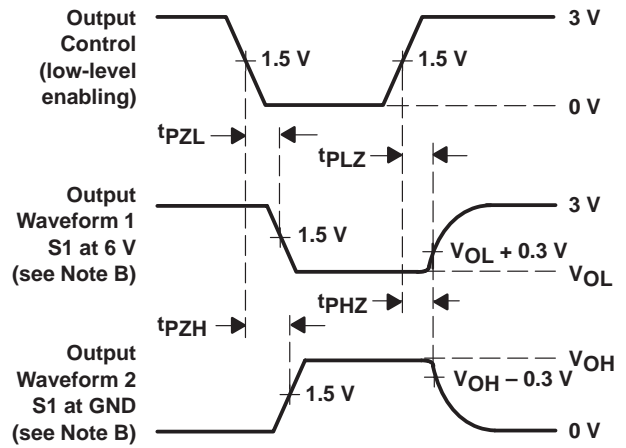 Output
Control
(low-level
enabling)
3 V
1.5 V
1.5 V
0 V
tPZL
tPLZ
Output
Waveform 1
S1 at 6 V
(see Note B)
3 V
1.5 V
VOL + 0.3 V
VOL
tPHZ
tPZH
Output
Waveform 2
S1 at GND
(see Note B)
VOH
VOH – 0.3 V
1.5 V
0 V